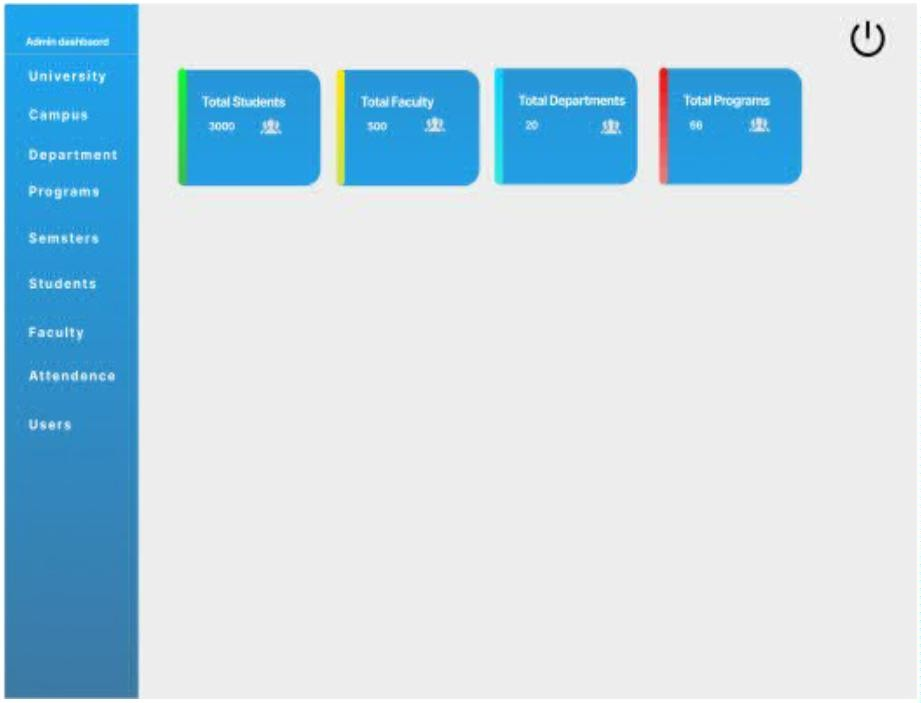 Admin dashboard
University
Campus
Department
Programs
Semsters
Students
Faculty
Attendence
Users
Total Students
3000
Total Faculty
500
Total Departments
20
Total Programs
66